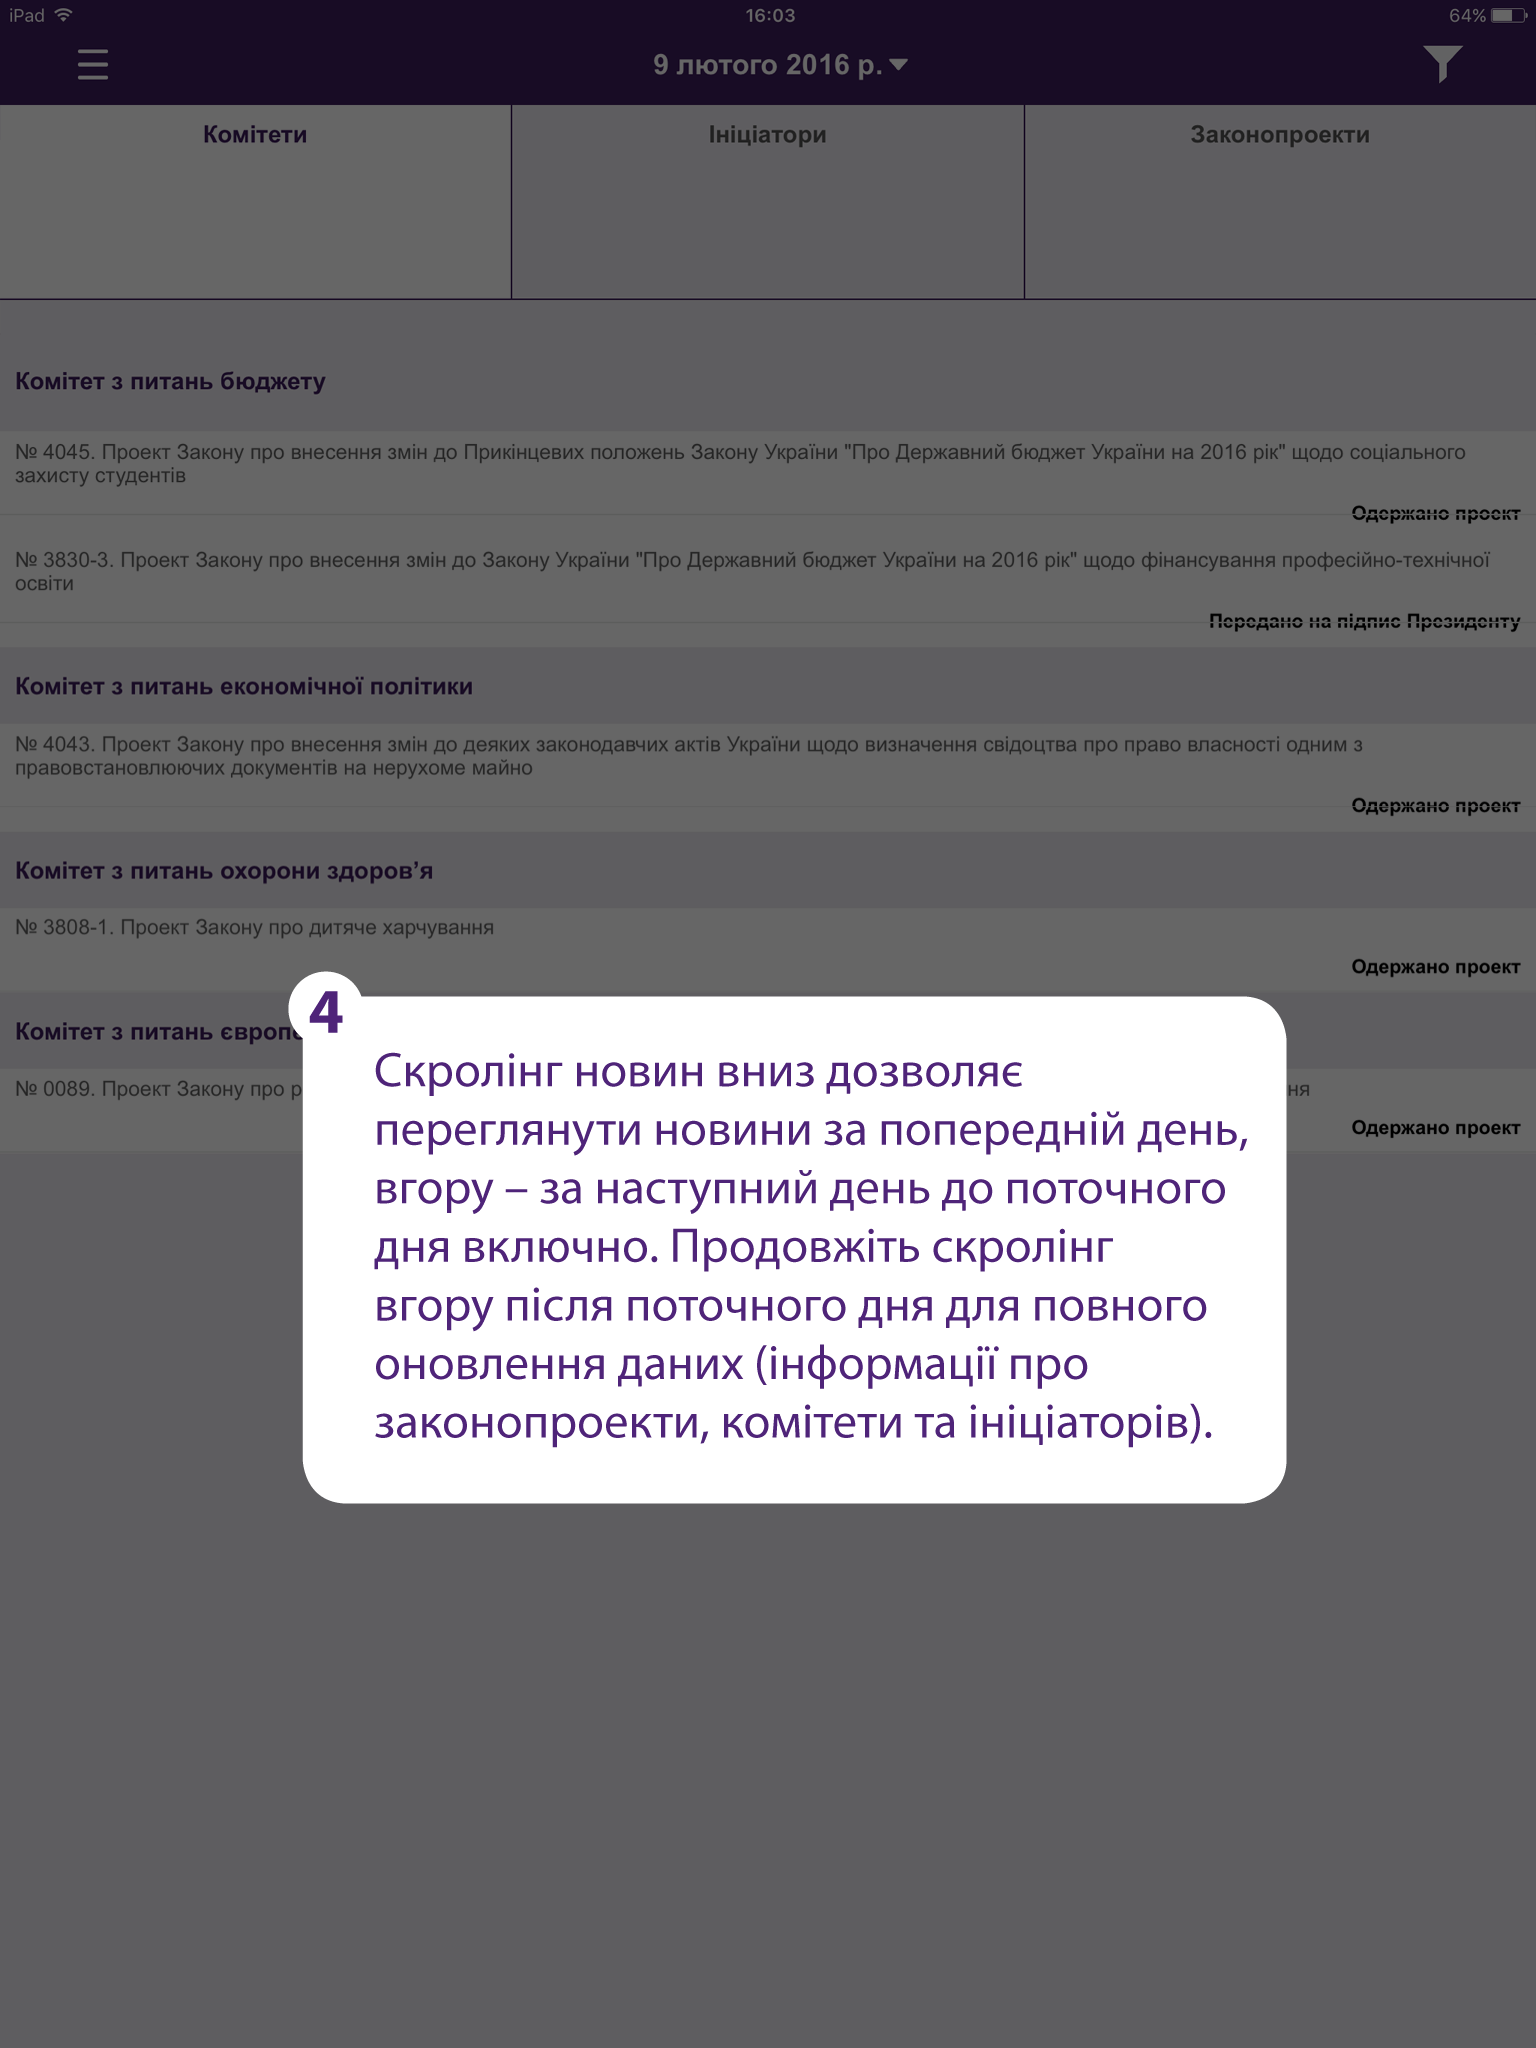 iPad 16:03 64%
9 лютого 2016 р.
Комітети Ініціатори Законопроекти
Комітет з питань бюджету
№ 4045. Проект Закону про внесення змін до Прикінцевих положень Закону України "Про Державний бюджет України на 2016 рік" щодо соціального
захисту студентів
Одержано проект
№ 3830-3. Проект Закону про внесення змін до Закону України "Про Державний бюджет України на 2016 рік" щодо фінансування професійно-технічної
освіти
Передано на підпис Президенту
Комітет з питань економічної політики
№ 4043. Проект Закону про внесення змін до деяких законодавчих актів України щодо визначення свідоцтва про право власності одним з
правовстановлюючих документів на нерухоме майно
Одержано проект
Комітет з питань охорони здоров’я
№ 3808-1. Проект Закону про дитяче харчування
Одержано проект
4
Комітет з питань
№ 0089. Проект Закону про
Одержано проект
Скролінг новин вниз дозволяє
переглянути новини за попередній день,
вгору – за наступний день до поточного
дня включно. Продовжіть скролінг
вгору після поточного дня для повного
оновлення даних (інформації про
законопроекти, комітети та ініціаторів).